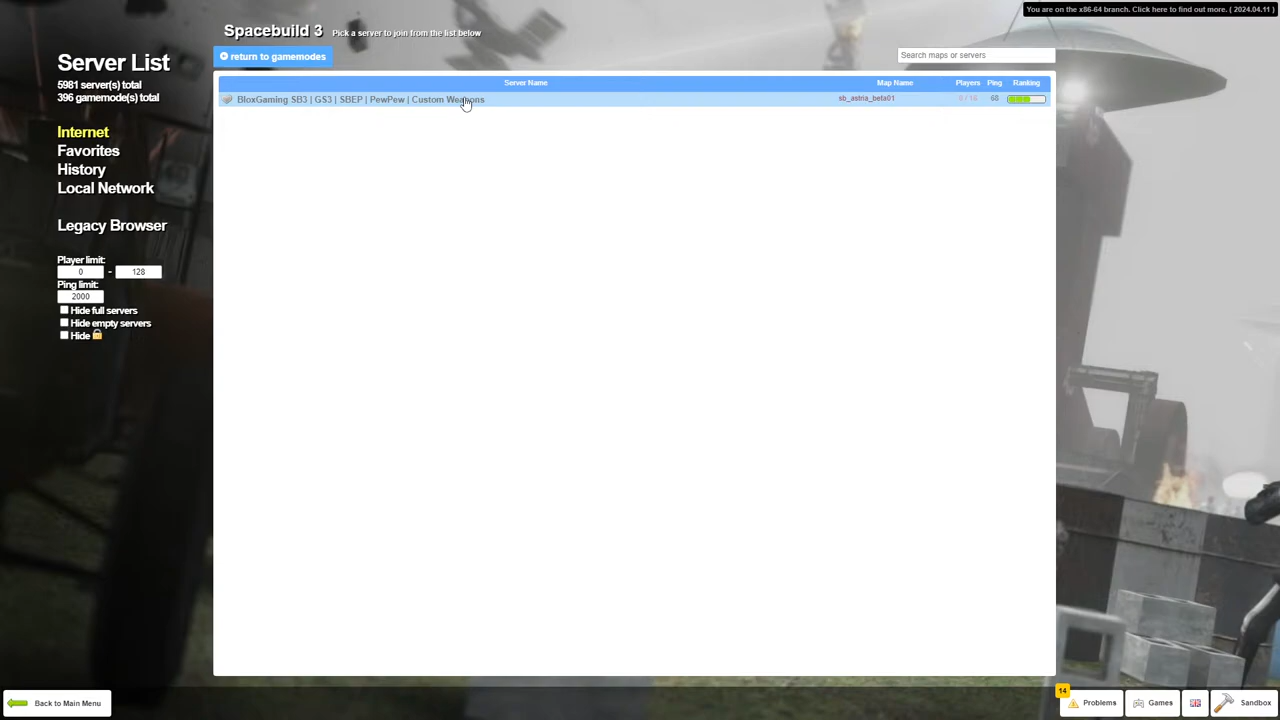 You are on the x86-64 branch. Click here to find out more. ( 2024.04.11 )
Spacebuild 3 Pick a server to join from the list below
return to gamemodes
Search maps or servers
Server List
5981 server(s) total
396 gamemode(s) total
Internet
Favorites
History
Local Network
Legacy Browser
Player limit:
0 - 128
Ping limit:
2000
Hide full servers
Hide empty servers
Hide
Server Name Map Name Players Ping Ranking
BloxGaming SB3 | GS3 | SBEP | PewPew | Custom Weapons sb_astria_beta01 0 / 16 68
Back to Main Menu
14
Problems
Games
Sandbox